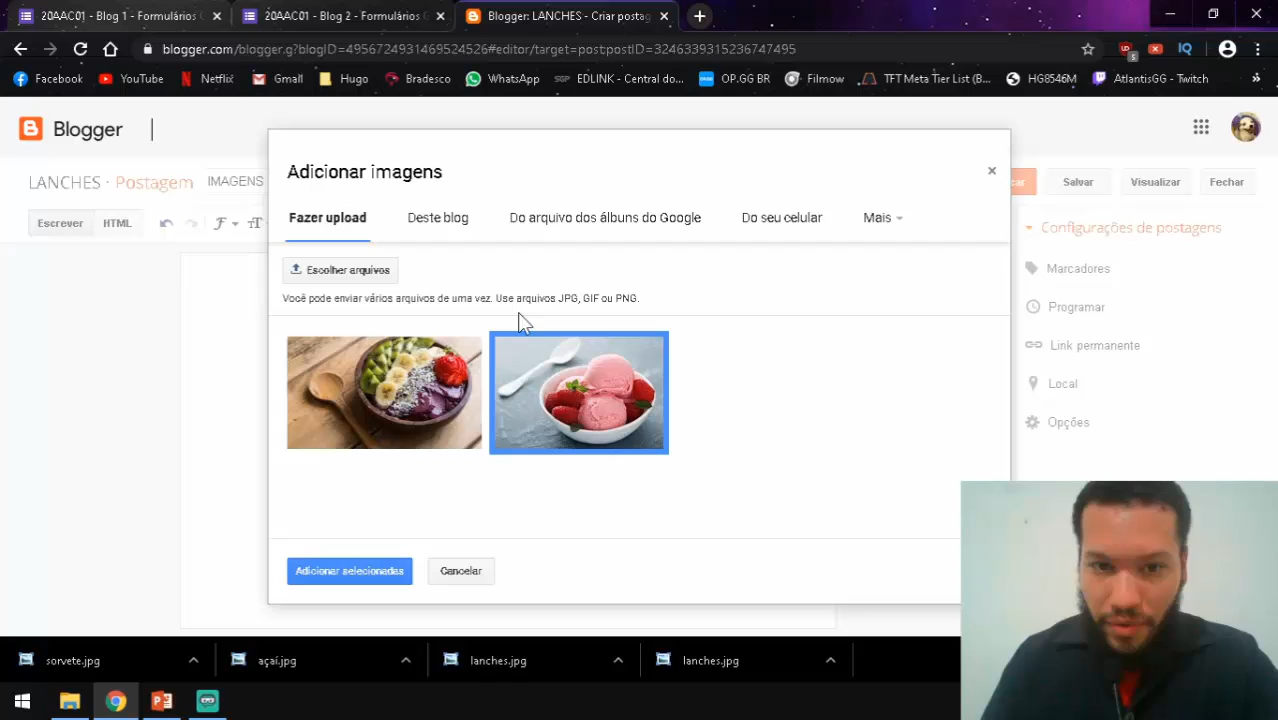 20AAC01 - Blog 1 - Formulários G
20AAC01 - Blog 2 - Formulários G
Blogger: LANCHES - Criar postag
blogger.com/blogger.g?blogID=4956724931469524526#editor/target=postpostID=3246339315236747495
Facebook
YouTube
Netflix
Gmail
Hugo
Bradesco
WhatsApp
EDLINK - Central do...
OP.GG BR
Filmow
TFT Meta Tier List (B...
HG8546M
AtlantisGG - Twitch
Blogger
Adicionar imagens
LANCHES · Postagem
IMAGENS
car
Salvar
Visualizar
Fechar
Fazer upload
Deste blog
Do arquivo dos álbuns do Google
Do seu celular
Mais
Escrever
HTML
Configurações de postagens
Escolher arquivos
Marcadores
Você pode enviar vários arquivos de uma vez. Use arquivos JPG, GIF ou PNG.
Programar
Link permanente
Local
Opções
Adicionar selecionadas
Cancelar
sorvete.jpg
açaí.jpg
lanches.jpg
lanches.jpg